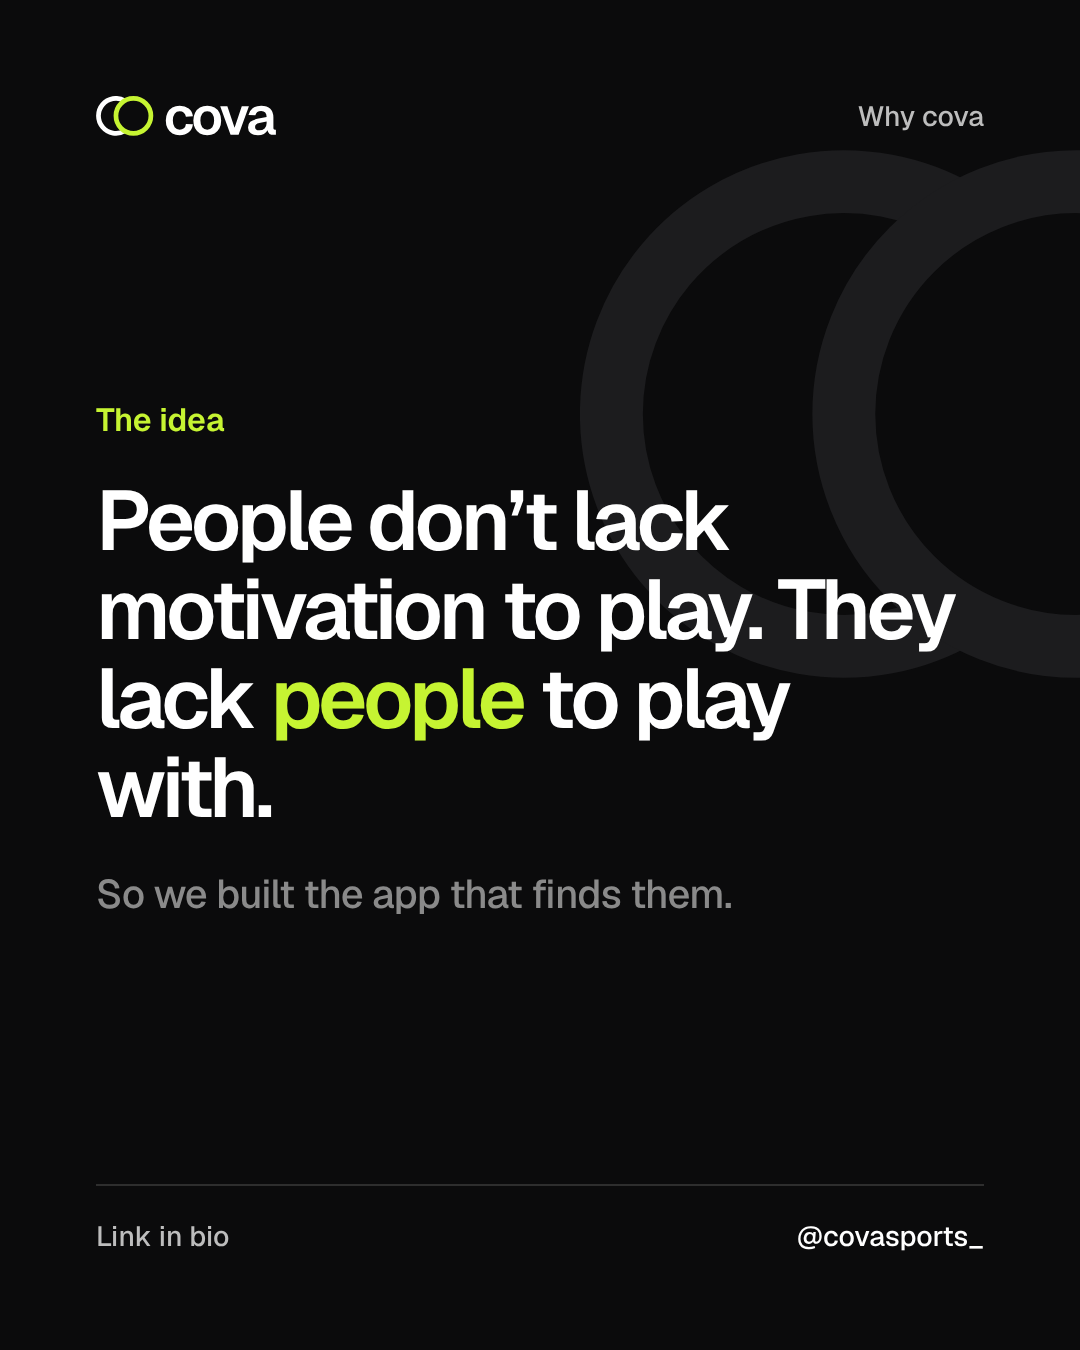 cova
Why cova
The idea
People don’t lack
motivation to play. They
lack people to play
with.
So we built the app that finds them.
Link in bio
@covasports_